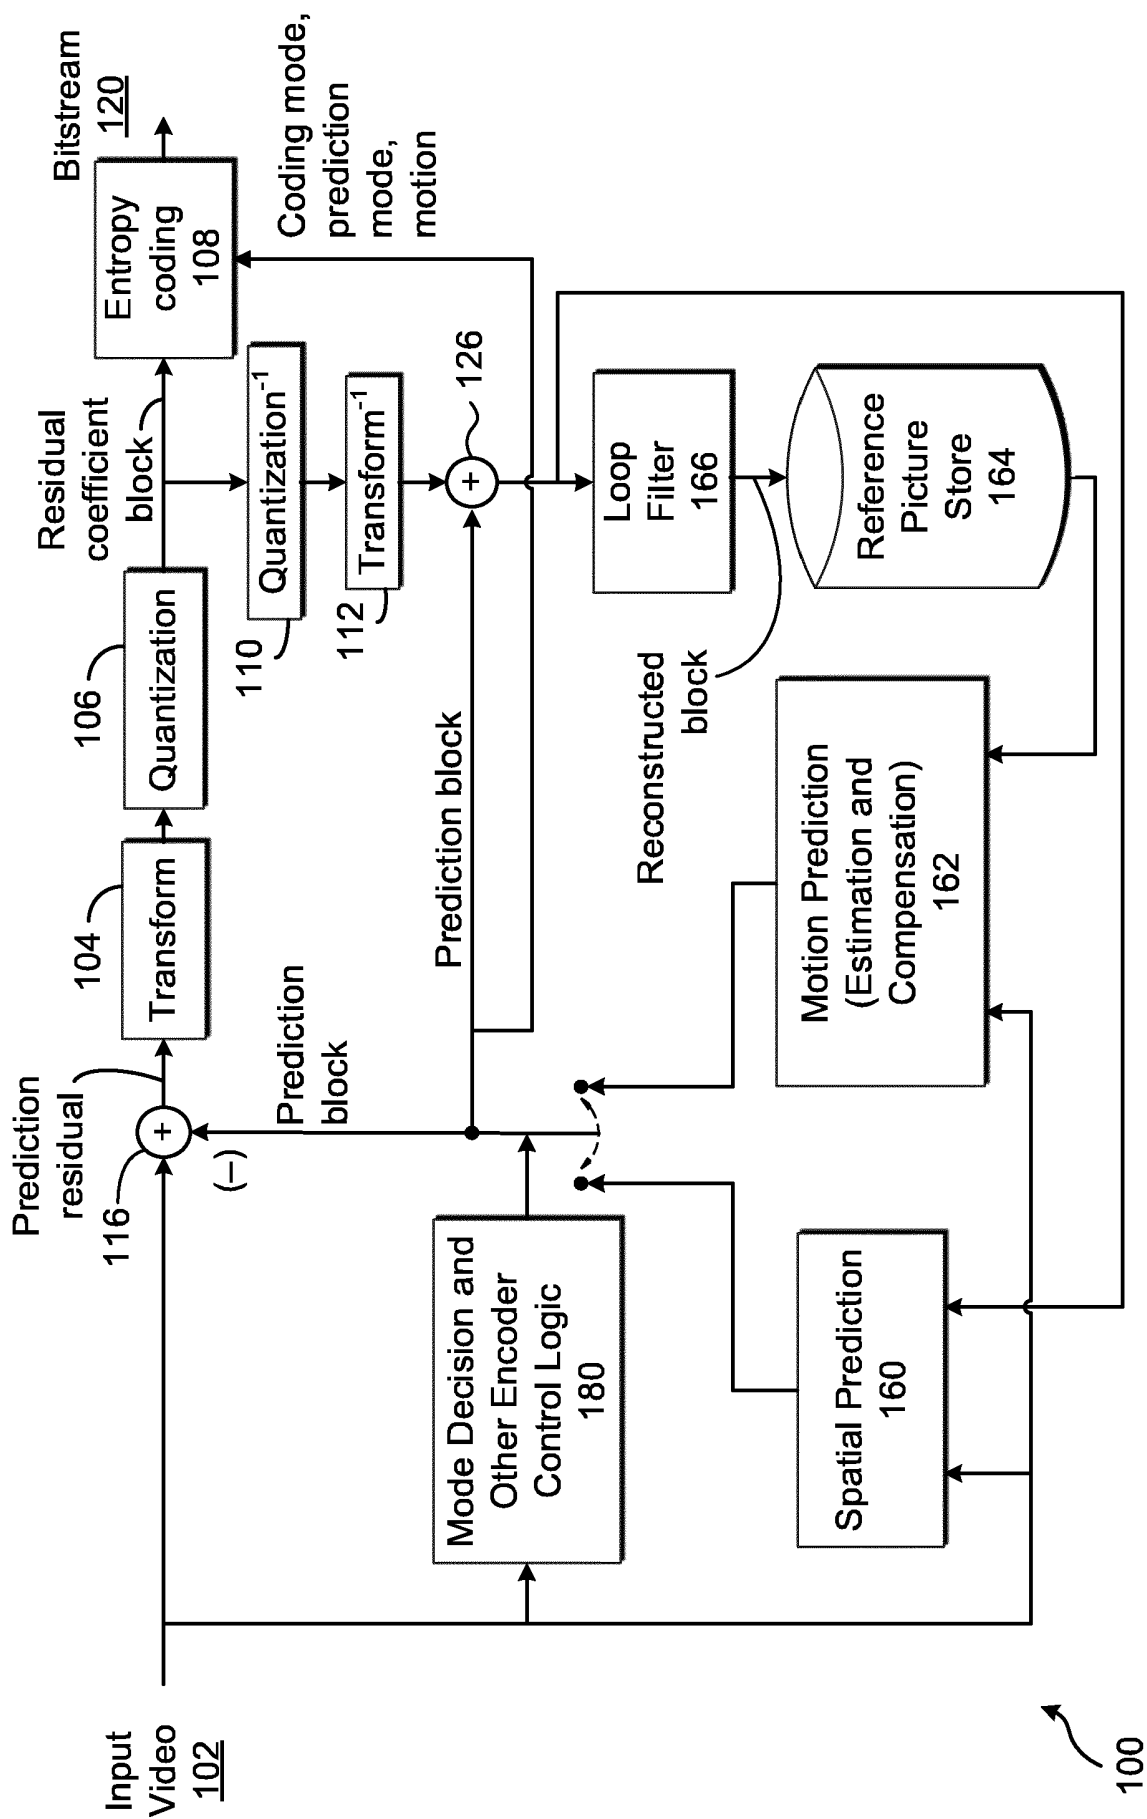 Input
Video
102
Prediction
residual
116
(–)
+
104
Transform
106
Quantization
Residual
coefficient
block
Entropy
coding
108
Bitstream
120
Coding mode,
prediction
mode,
motion
Prediction
block
Prediction block
110
Quantization-1
112
Transform-1
+
126
Mode Decision and
Other Encoder
Control Logic
180
Loop
Filter
166
Reconstructed
block
Spatial Prediction
160
Motion Prediction
(Estimation and
Compensation)
162
Reference
Picture
Store
164
100